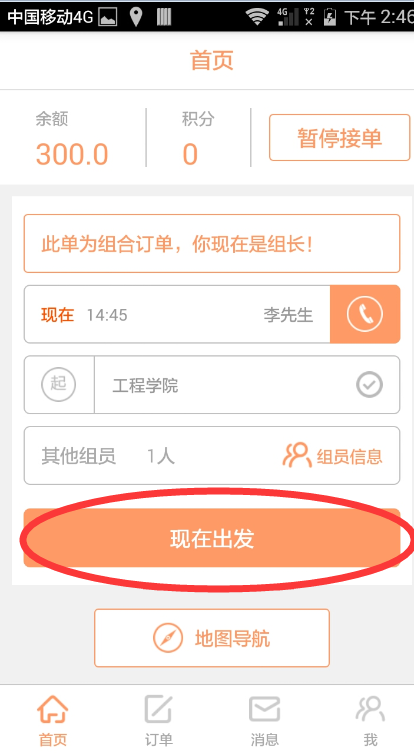 中国移动4G 4G 下午 2:46
首页
余额 积分
300.0 0 暂停接单
此单为组合订单，你现在是组长！
现在 14:45 李先生
起 工程学院
其他组员 1人 组员信息
现在出发
地图导航
首页 订单 消息 我